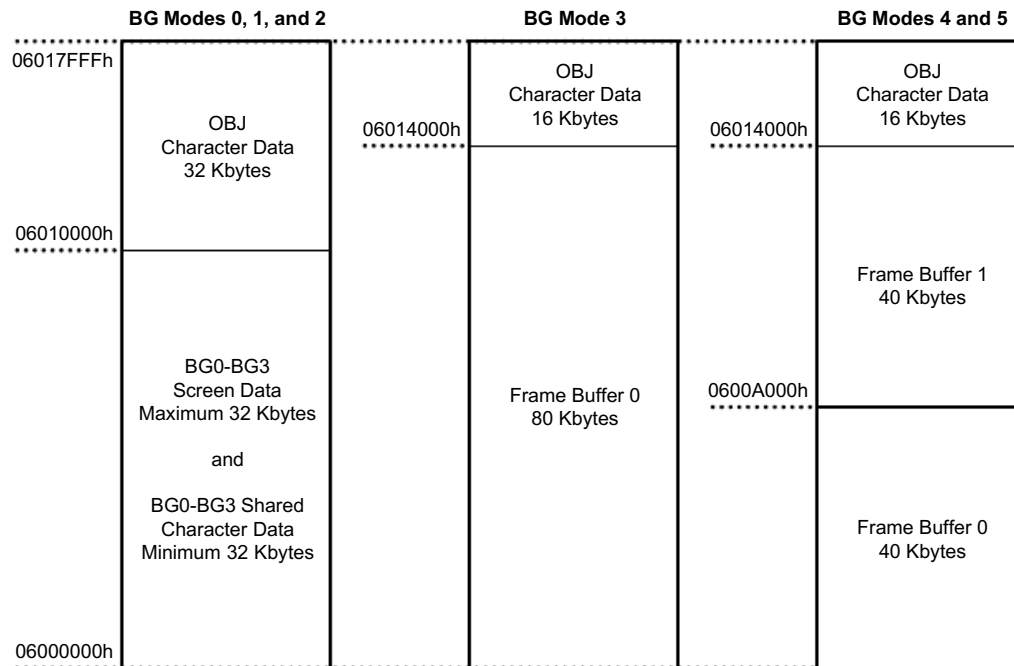 BG Modes 0, 1, and 2
BG Mode 3
BG Modes 4 and 5
06017FFFh
OBJ
Character Data
32 Kbytes
06010000h
BG0-BG3
Screen Data
Maximum 32 Kbytes
and
BG0-BG3 Shared
Character Data
Minimum 32 Kbytes
06000000h
OBJ
Character Data
16 Kbytes
06014000h
Frame Buffer 0
80 Kbytes
OBJ
Character Data
16 Kbytes
06014000h
Frame Buffer 1
40 Kbytes
0600A000h
Frame Buffer 0
40 Kbytes